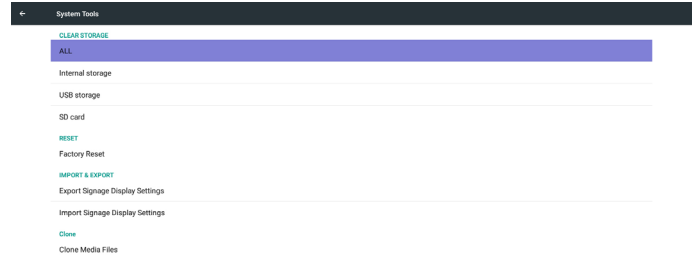 System Tools
CLEAR STORAGE
ALL
Internal storage
USB storage
SD card
RESET
Factory Reset
IMPORT & EXPORT
Export Signage Display Settings
Import Signage Display Settings
Clone
Clone Media Files